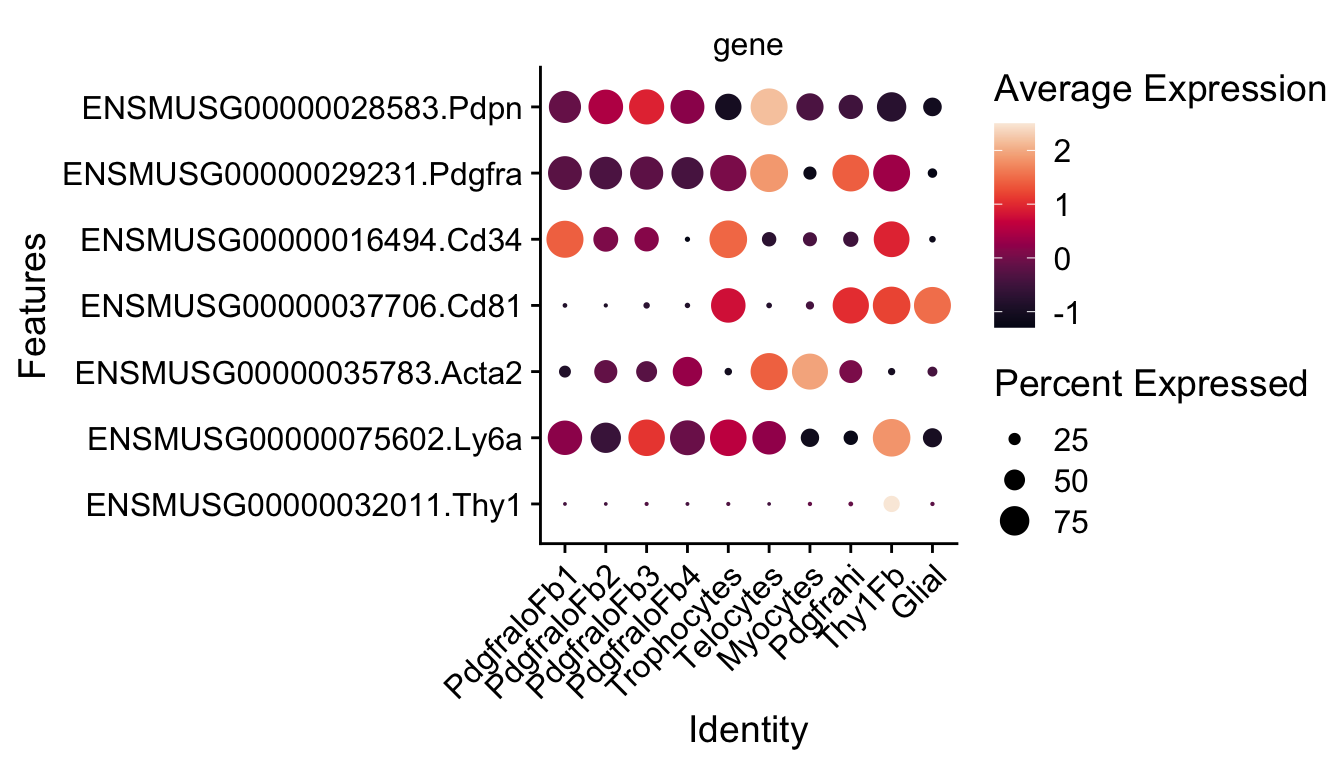 gene
ENSMUSG00000028583.Pdpn
ENSMUSG00000029231.Pdgfra
ENSMUSG00000016494.Cd34
ENSMUSG00000037706.Cd81
ENSMUSG00000035783.Acta2
ENSMUSG00000075602.Ly6a
ENSMUSG00000032011.Thy1
Features
PdgfraloFb1
PdgfraloFb2
PdgfraloFb3
PdgfraloFb4
Trophocytes
Telocytes
Myocytes
Pdgfrahi
Thy1Fb
Glial
Identity
Average Expression
2
1
0
-1
Percent Expressed
25
50
75